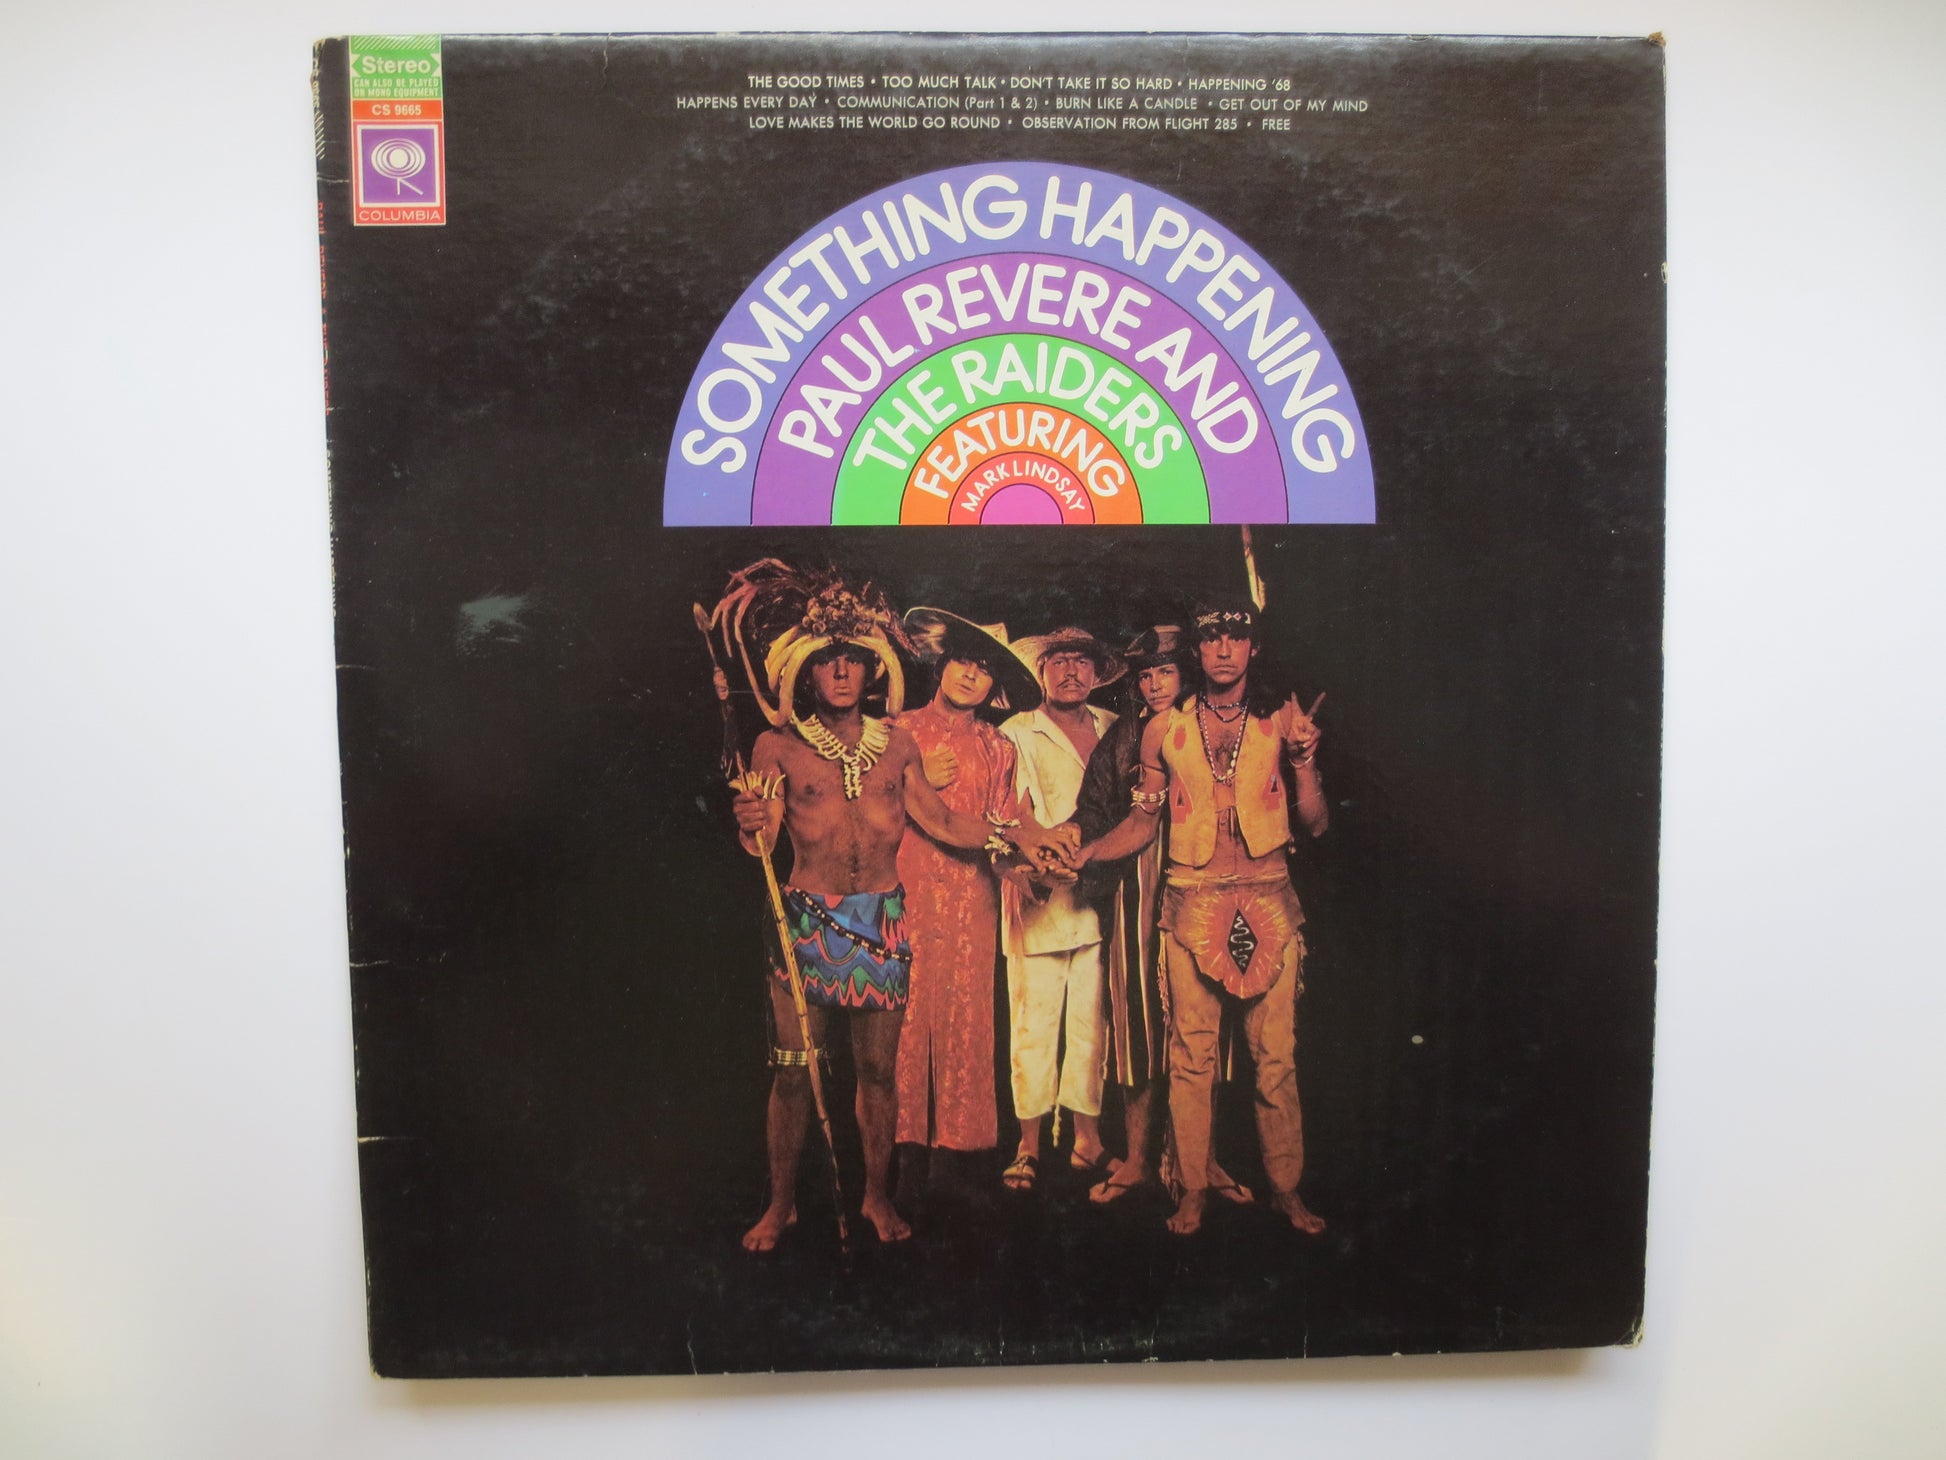 Stereo
CAN ALSO BE PLAYED
ON MONO EQUIPMENT
CS 9665
COLUMBIA
THE GOOD TIMES • TOO MUCH TALK • DON'T TAKE IT SO HARD • HAPPENING '68
HAPPENS EVERY DAY • COMMUNICATION (Part 1 & 2) • BURN LIKE A CANDLE • GET OUT OF MY MIND
LOVE MAKES THE WORLD GO ROUND • OBSERVATION FROM FLIGHT 285 • FREE
SOMETHING HAPPENING
PAUL REVERE AND
THE RAIDERS
FEATURING
MARK LINDSAY